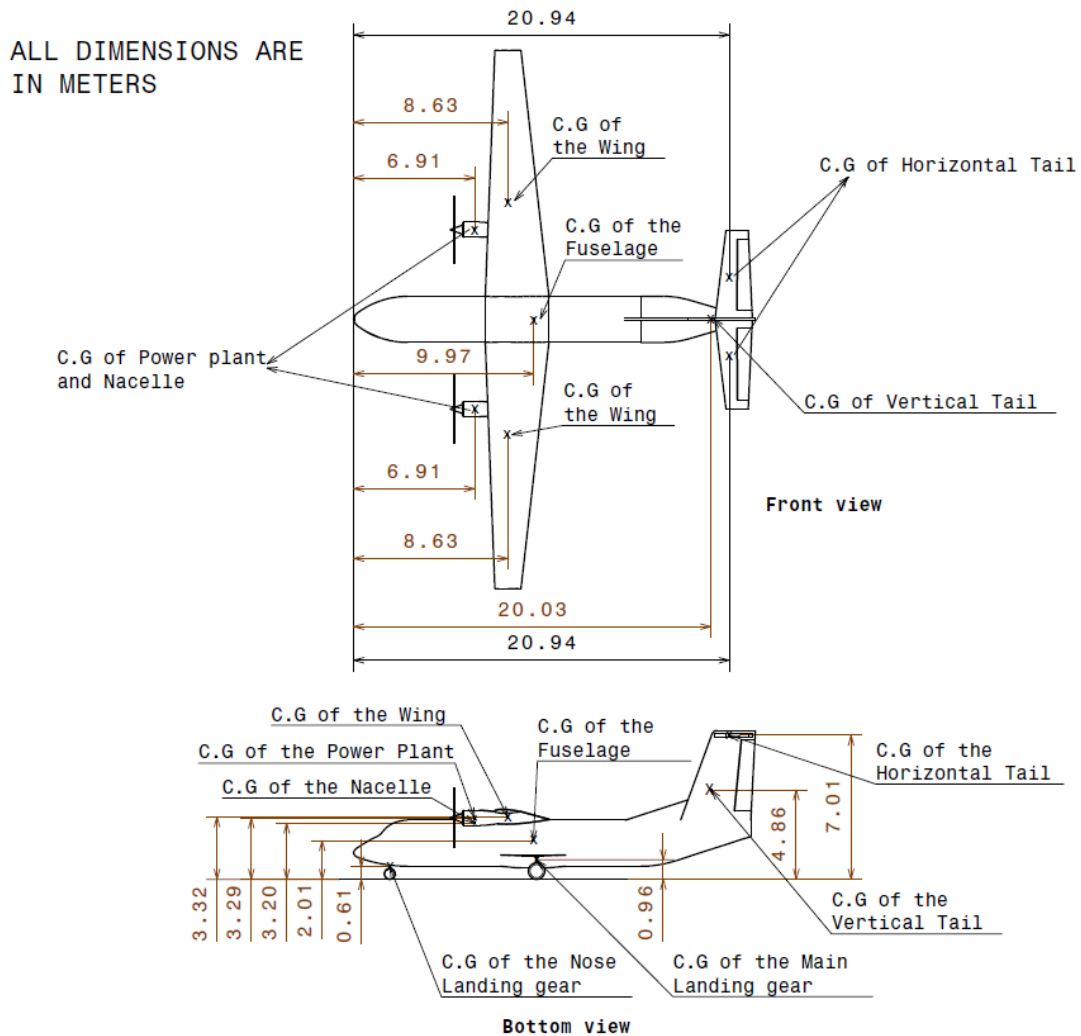 20.94
ALL DIMENSIONS ARE
IN METERS
8.63
C.G of
the Wing
6.91
C.G of Horizontal Tail
C.G of the
Fuselage
C.G of Power plant
and Nacelle
9.97
C.G of
the Wing
C.G of Vertical Tail
6.91
Front view
8.63
20.03
20.94
C.G of the Wing
C.G of the
Fuselage
C.G of the Power Plant
C.G of the
Horizontal Tail
C.G of the Nacelle
7.01
4.86
3.32
3.29
3.20
2.01
0.61
0.96
C.G of the
Vertical Tail
C.G of the Nose
Landing gear
C.G of the Main
Landing gear
Bottom view